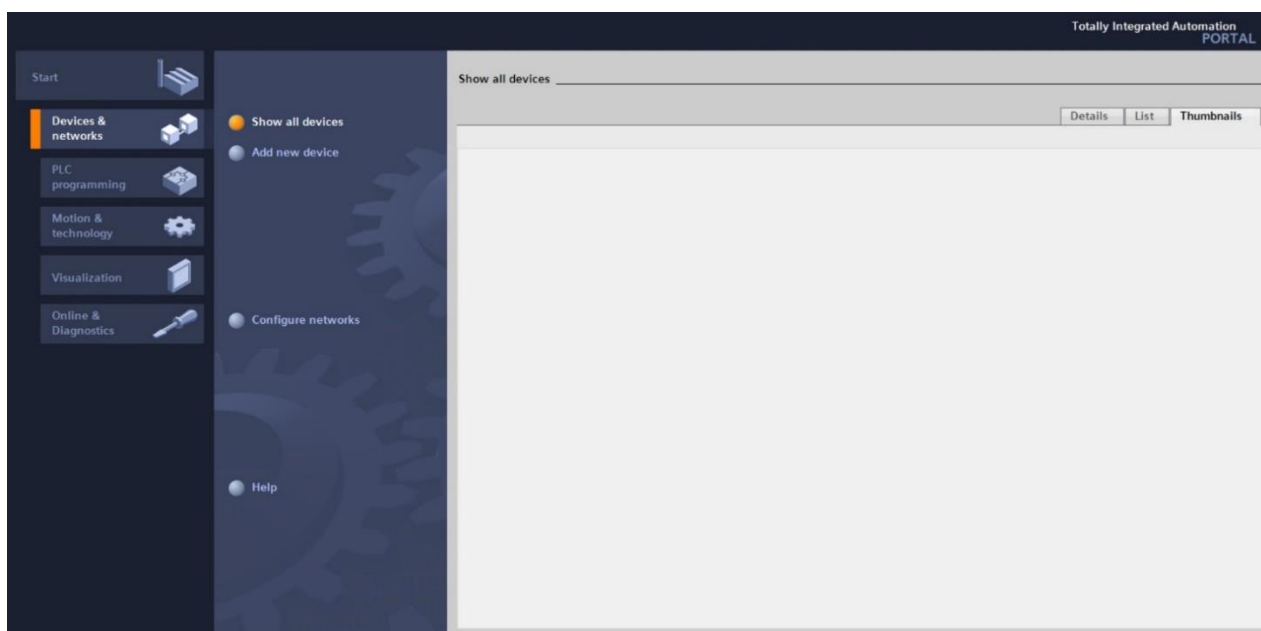 Totally Integrated Automation
PORTAL
Start
Devices &
networks
PLC
programming
Motion &
technology
Visualization
Online &
Diagnostics
Show all devices
Add new device
Configure networks
Help
Show all devices
Details List Thumbnails